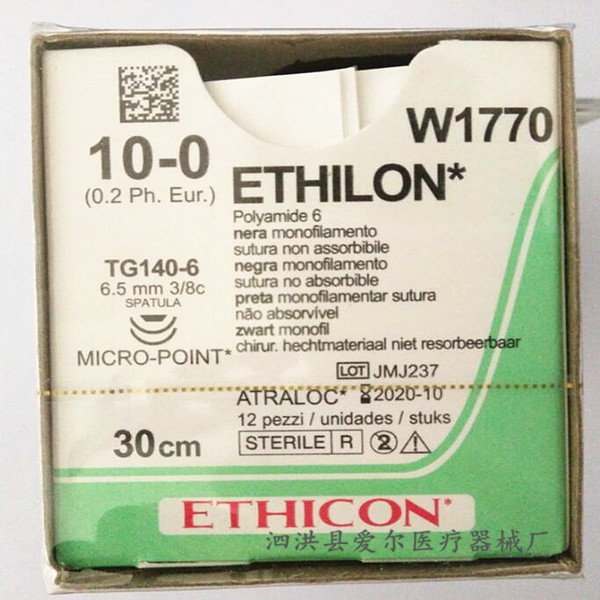 W1770
10-0
(0.2 Ph. Eur.)
ETHILON*
Polyamide 6
nera monofilamento
sutura non assorbibile
negra monofilamento
sutura no absorbible
preta monofilamentar sutura
não absorvível
zwart monofil
chirur. hechtmateriaal niet resorbeerbaar
TG140-6
6.5 mm 3/8c
SPATULA
MICRO-POINT*
LOT JMJ237
ATRALOC* 2020-10
12 pezzi / unidades / stuks
30cm
STERILE R 2
ETHICON*
泗洪县爱尔医疗器械厂